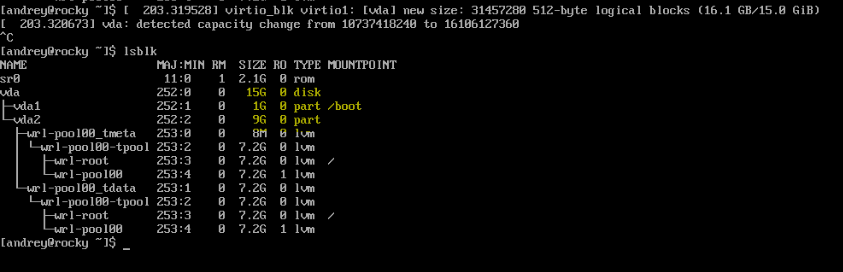 [andrey@rocky ~]$ [  203.319528] virtio_blk virtio1: [vda] new size: 31457280 512-byte logical blocks (16.1 GB/15.0 GiB)
[  203.320673] vda: detected capacity change from 10737418240 to 16106127360
^C
[andrey@rocky ~]$ lsblk
NAME                   MAJ:MIN RM  SIZE RO TYPE MOUNTPOINT
sr0                     11:0    1  2.1G  0 rom
vda                    252:0    0   15G  0 disk
├─vda1                 252:1    0    1G  0 part /boot
└─vda2                 252:2    0    9G  0 part
  ├─wrl-pool00_tmeta   253:0    0    8M  0 lvm
  │ └─wrl-pool00-tpool 253:2    0  7.2G  0 lvm
  │   ├─wrl-root       253:3    0  7.2G  0 lvm  /
  │   └─wrl-pool00     253:4    0  7.2G  1 lvm
  └─wrl-pool00_tdata   253:1    0  7.2G  0 lvm
    └─wrl-pool00-tpool 253:2    0  7.2G  0 lvm
      ├─wrl-root       253:3    0  7.2G  0 lvm  /
      └─wrl-pool00     253:4    0  7.2G  1 lvm
[andrey@rocky ~]$ _